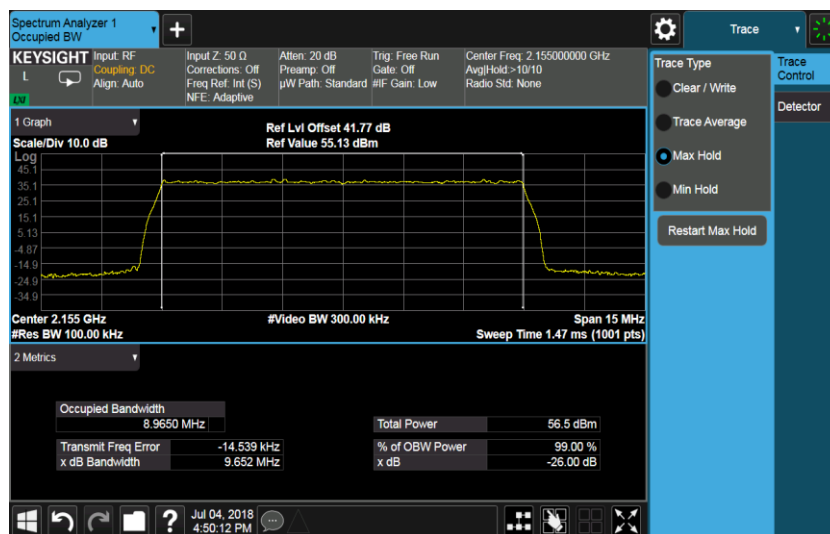 Spectrum Analyzer 1
Occupied BW
+
Trace
KEYSIGHT
L
LXI
Input: RF
Coupling: DC
Align: Auto
Input Z: 50 Ω
Corrections: Off
Freq Ref: Int (S)
NFE: Adaptive
Atten: 20 dB
Preamp: Off
µW Path: Standard
Trig: Free Run
Gate: Off
#IF Gain: Low
Center Freq: 2.155000000 GHz
Avg|Hold:>10/10
Radio Std: None
Trace Type
Clear / Write
Trace Average
Max Hold
Min Hold
Restart Max Hold
Trace
Control
Detector
1 Graph
Scale/Div 10.0 dB
Ref Lvl Offset 41.77 dB
Ref Value 55.13 dBm
Log
45.1
35.1
25.1
15.1
5.13
-4.87
-14.9
-24.9
-34.9
Center 2.155 GHz
#Video BW 300.00 kHz
Span 15 MHz
#Res BW 100.00 kHz
Sweep Time 1.47 ms (1001 pts)
2 Metrics
Occupied Bandwidth
8.9650 MHz
Total Power 56.5 dBm
Transmit Freq Error -14.539 kHz
% of OBW Power 99.00 %
x dB Bandwidth 9.652 MHz
x dB -26.00 dB
?
Jul 04, 2018
4:50:12 PM